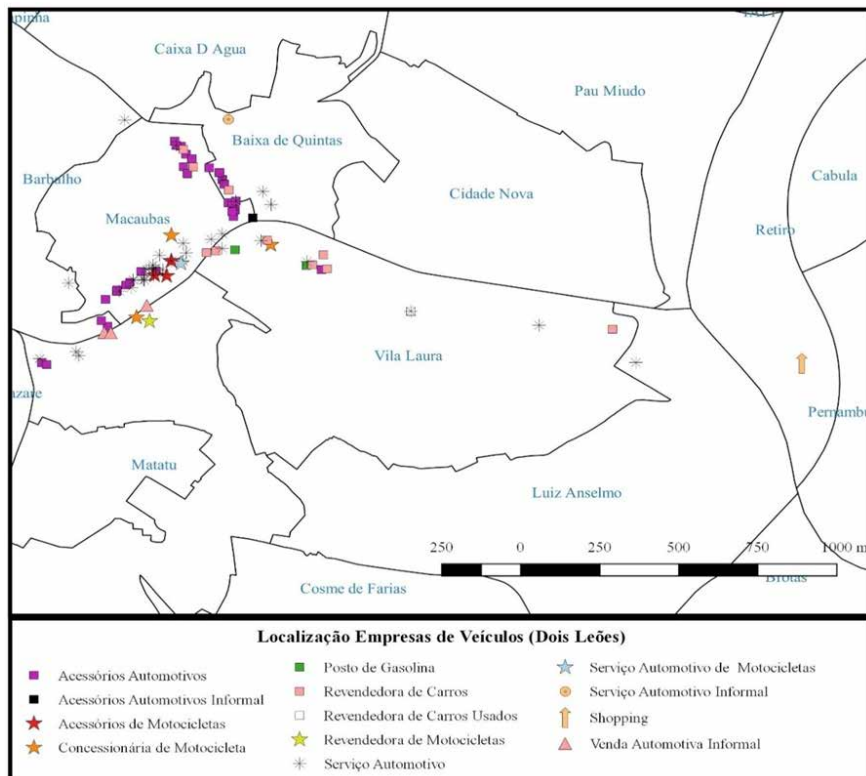 Caixa D Agua
Pau Miudo
Baixa de Quintas
Barbalho
Cabula
Cidade Nova
Macaubas
Retiro
Vila Laura
Matatu
Luiz Anselmo
250 0 250 500 750 1000 m
Cosme de Farias
Brotas
Localização Empresas de Veículos (Dois Leões)
Acessórios Automotivos
Acessórios Automotivos Informal
Acessórios de Motocicletas
Concessionária de Motocicleta
Posto de Gasolina
Revendedora de Carros
Revendedora de Carros Usados
Revendedora de Motocicletas
Serviço Automotivo
Serviço Automotivo de Motocicletas
Serviço Automotivo Informal
Shopping
Venda Automotiva Informal